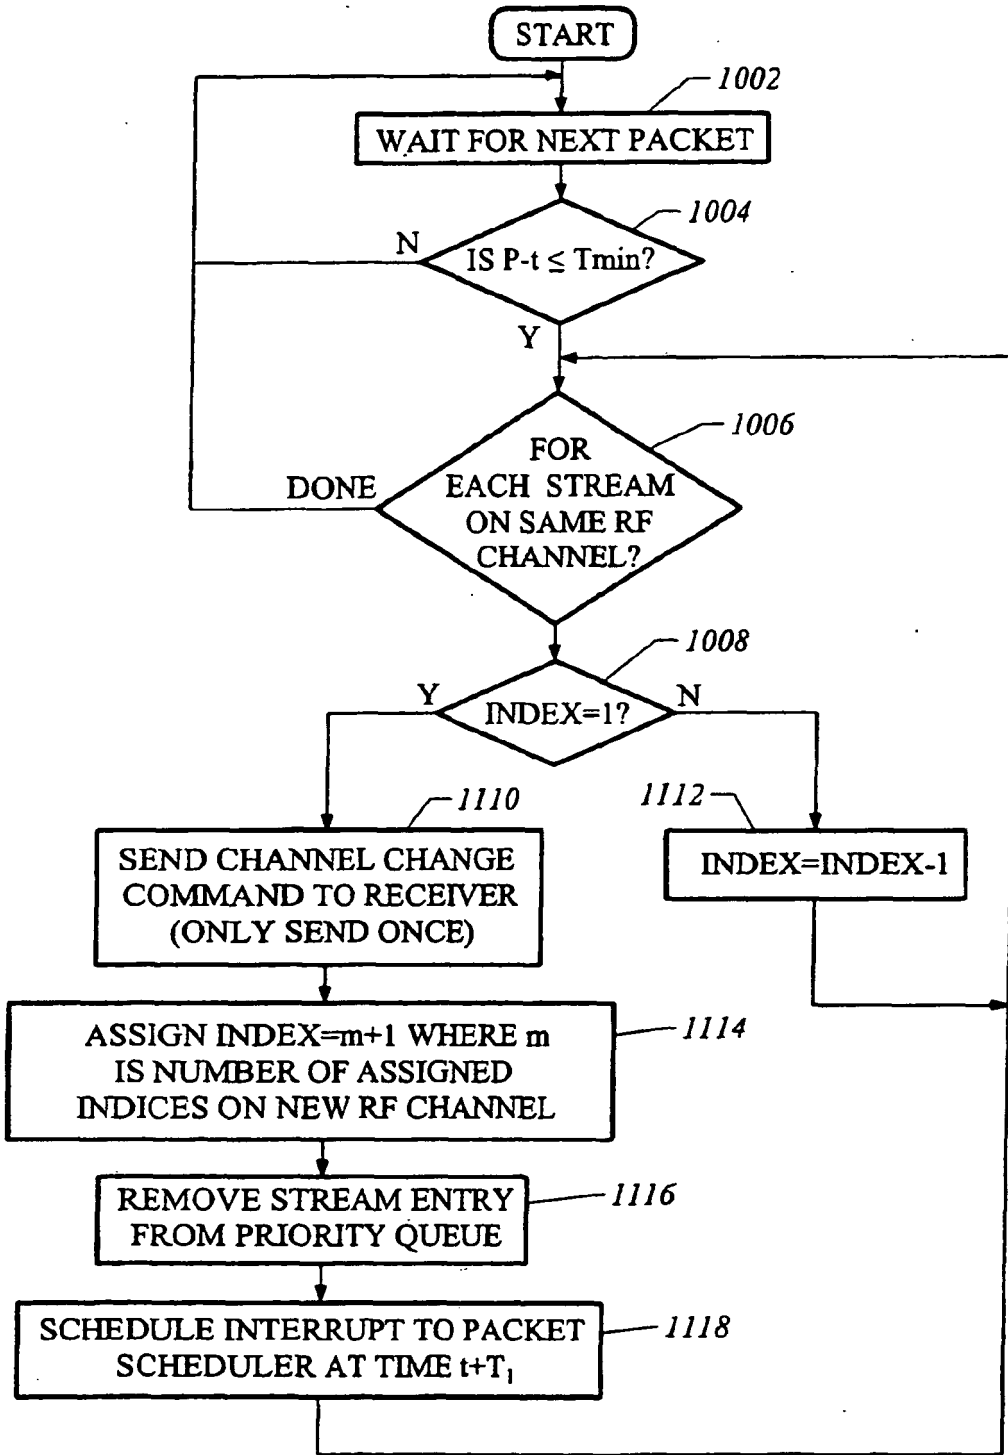 START
1002
WAIT FOR NEXT PACKET
1004
N
IS P-t ≤ Tmin?
Y
1006
FOR
EACH STREAM
ON SAME RF
CHANNEL?
DONE
1008
Y
INDEX=1?
N
1110
SEND CHANNEL CHANGE
COMMAND TO RECEIVER
(ONLY SEND ONCE)
1112
INDEX=INDEX-1
1114
ASSIGN INDEX=m+1 WHERE m
IS NUMBER OF ASSIGNED
INDICES ON NEW RF CHANNEL
1116
REMOVE STREAM ENTRY
FROM PRIORITY QUEUE
1118
SCHEDULE INTERRUPT TO PACKET
SCHEDULER AT TIME t+T₁